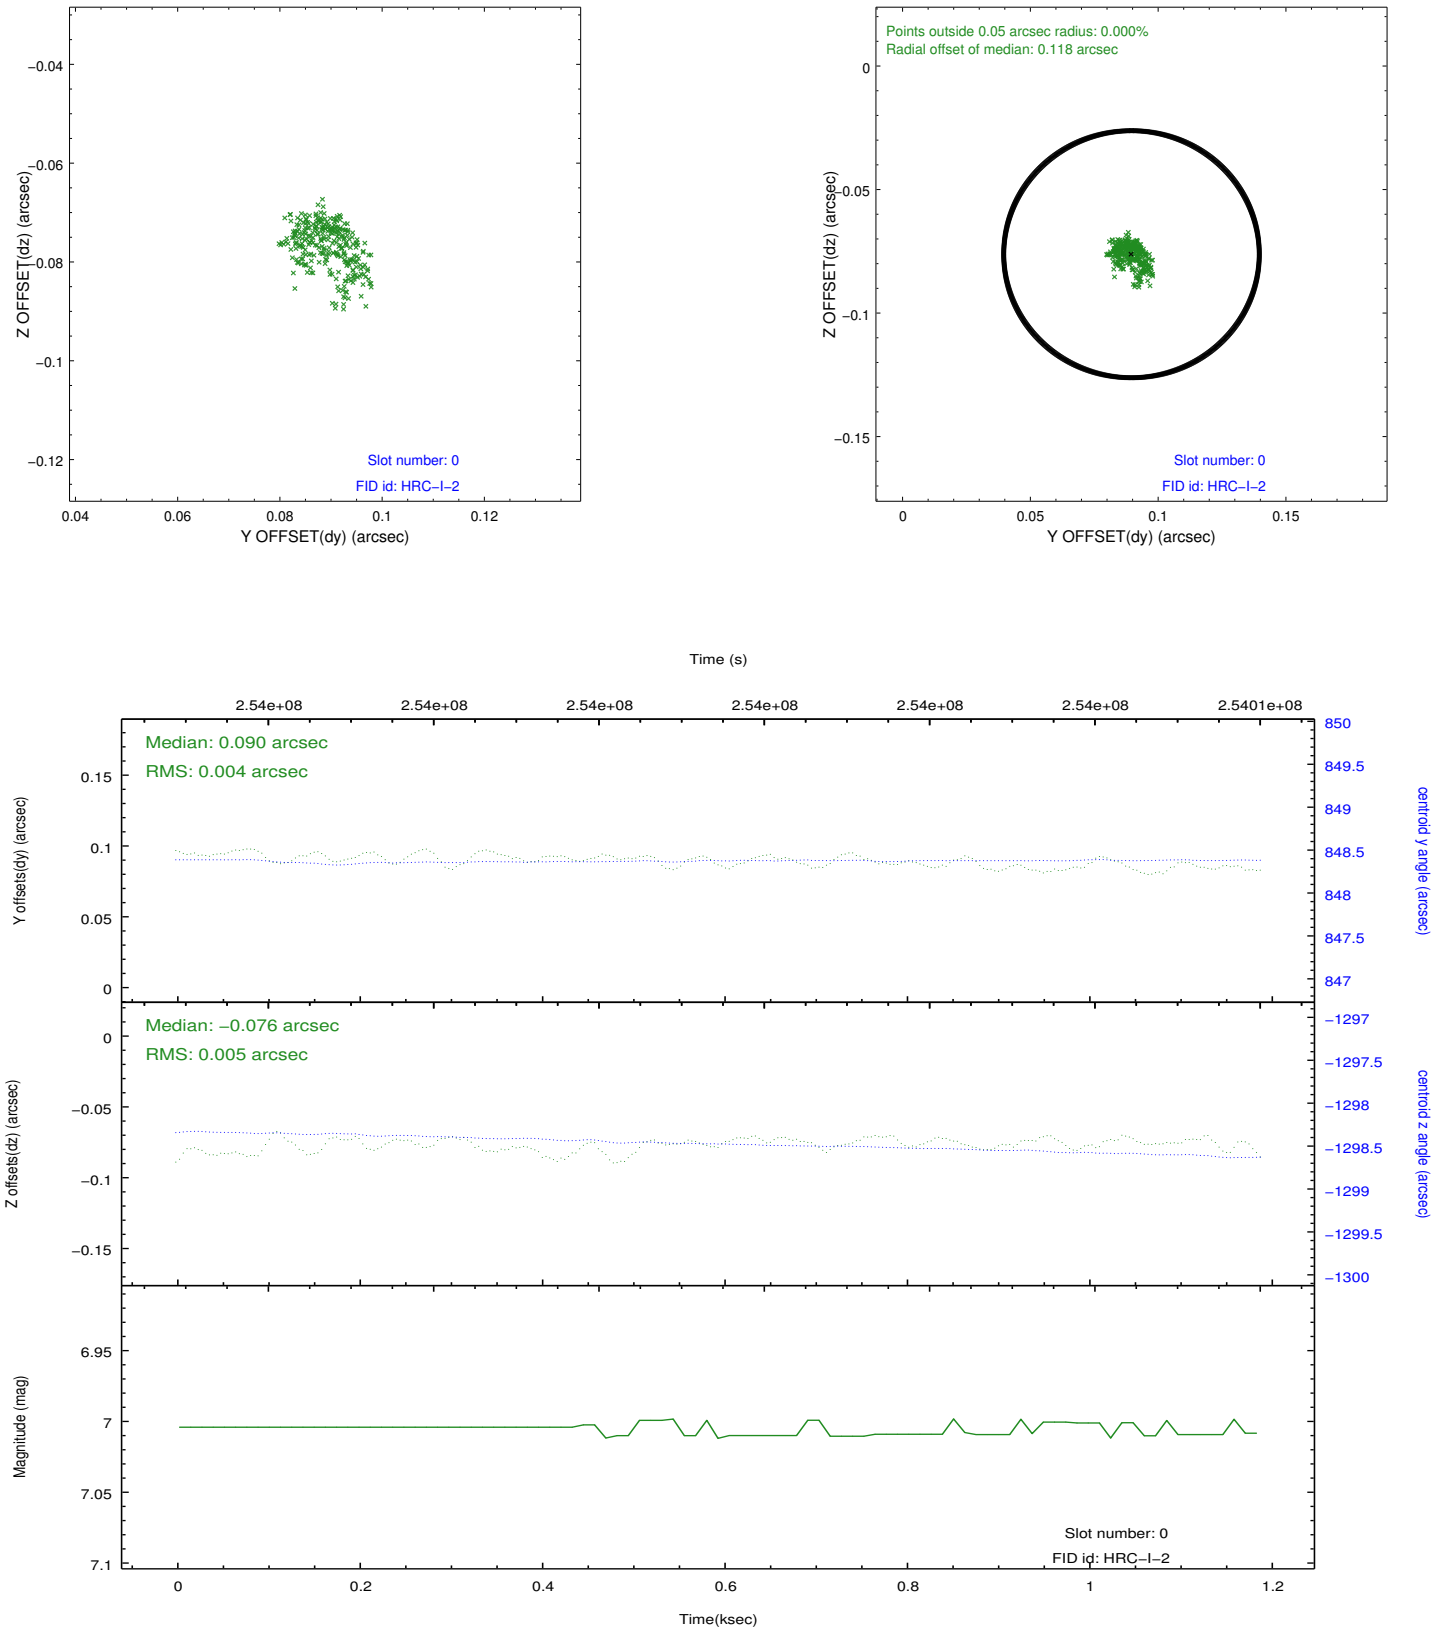 −0.04
−0.06
−0.08
−0.1
−0.12
Z OFFSET(dz) (arcsec)
Slot number: 0
FID id: HRC−I−2
0.04 0.06 0.08 0.1 0.12
Y OFFSET(dy) (arcsec)
Points outside 0.05 arcsec radius: 0.000%
Radial offset of median: 0.118 arcsec
0
−0.05
−0.1
−0.15
Z OFFSET(dz) (arcsec)
Slot number: 0
FID id: HRC−I−2
0 0.05 0.1 0.15
Y OFFSET(dy) (arcsec)
Time (s)
2.54e+08 2.54e+08 2.54e+08 2.54e+08 2.54e+08 2.54e+08 2.5401e+08
Median: 0.090 arcsec
RMS: 0.004 arcsec
0.15
0.1
0.05
0
Y offsets(dy) (arcsec)
850
849.5
849
848.5
848
847.5
847
centroid y angle (arcsec)
Median: −0.076 arcsec
RMS: 0.005 arcsec
0
−0.05
−0.1
−0.15
Z offsets(dz) (arcsec)
−1297
−1297.5
−1298
−1298.5
−1299
−1299.5
−1300
centroid z angle (arcsec)
6.95
7
7.05
7.1
Magnitude (mag)
Slot number: 0
FID id: HRC−I−2
0 0.2 0.4 0.6 0.8 1 1.2
Time(ksec)